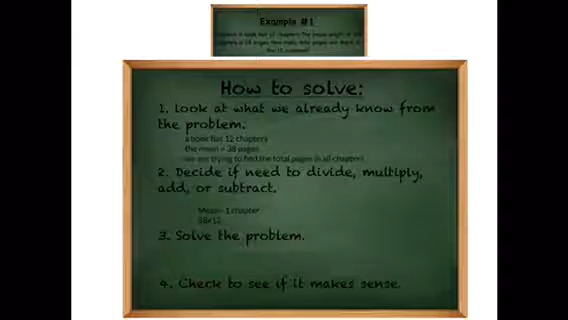 Example #1
How to solve:
1. Look at what we already know from
the problem.
a book has 12 chapters
the mean = 38 pages
we are trying to find the total pages in all chapters
2. Decide if need to divide, multiply,
add, or subtract.
Mean=1 chapter
38x12
3. Solve the problem.
4. Check to see if it makes sense.